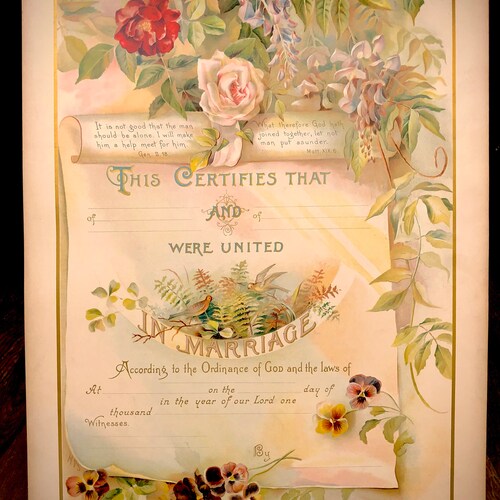 It is not good that the man
should be alone. I will make
him a help meet for him
Gen. 2.18
What therefore God hath
joined together, let not
man put asunder.
THIS CERTIFIES THAT
of AND of
WERE UNITED
IN MARRIAGE
According to the Ordinance of God and the laws of
At on the day of
in the year of our Lord one
thousand
Witnesses.
By